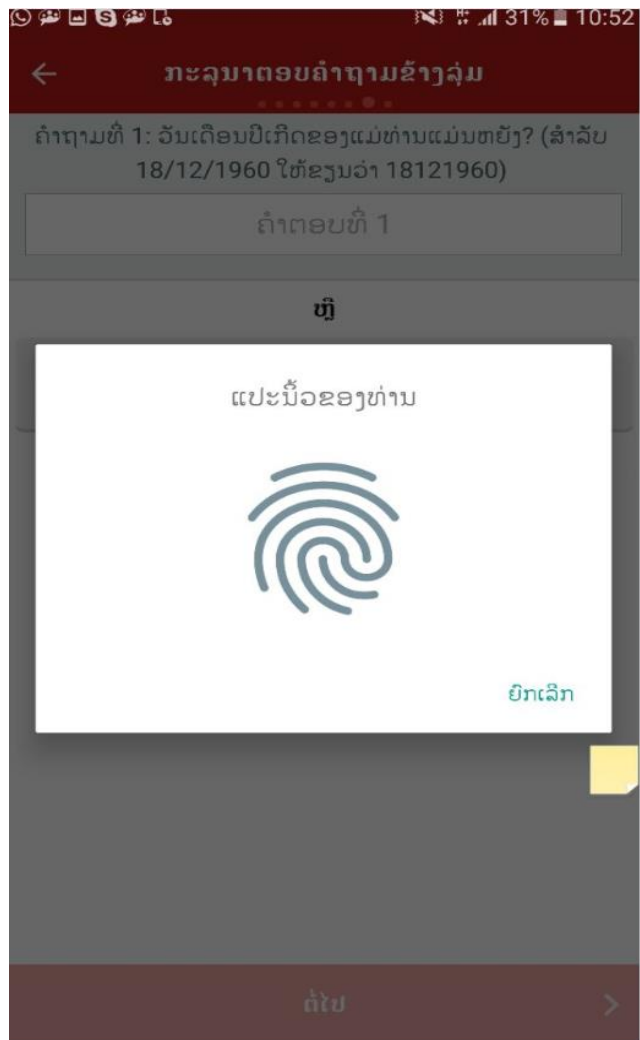 31% 10:52
ກະລຸນາຕອບຄຳຖາມຂ້າງລຸ່ມ
ຄຳຖາມທີ່ 1: ວັນເດືອນປີເກີດຂອງແມ່ທ່ານແມ່ນຫຍັງ? (ສຳລັບ
18/12/1960 ໃຫ້ຂຽນວ່າ 18121960)
ຄຳຕອບທີ່ 1
ຫຼື
ແປະນິ້ວຂອງທ່ານ
ຍົກເລີກ
ຕໍ່ໄປ